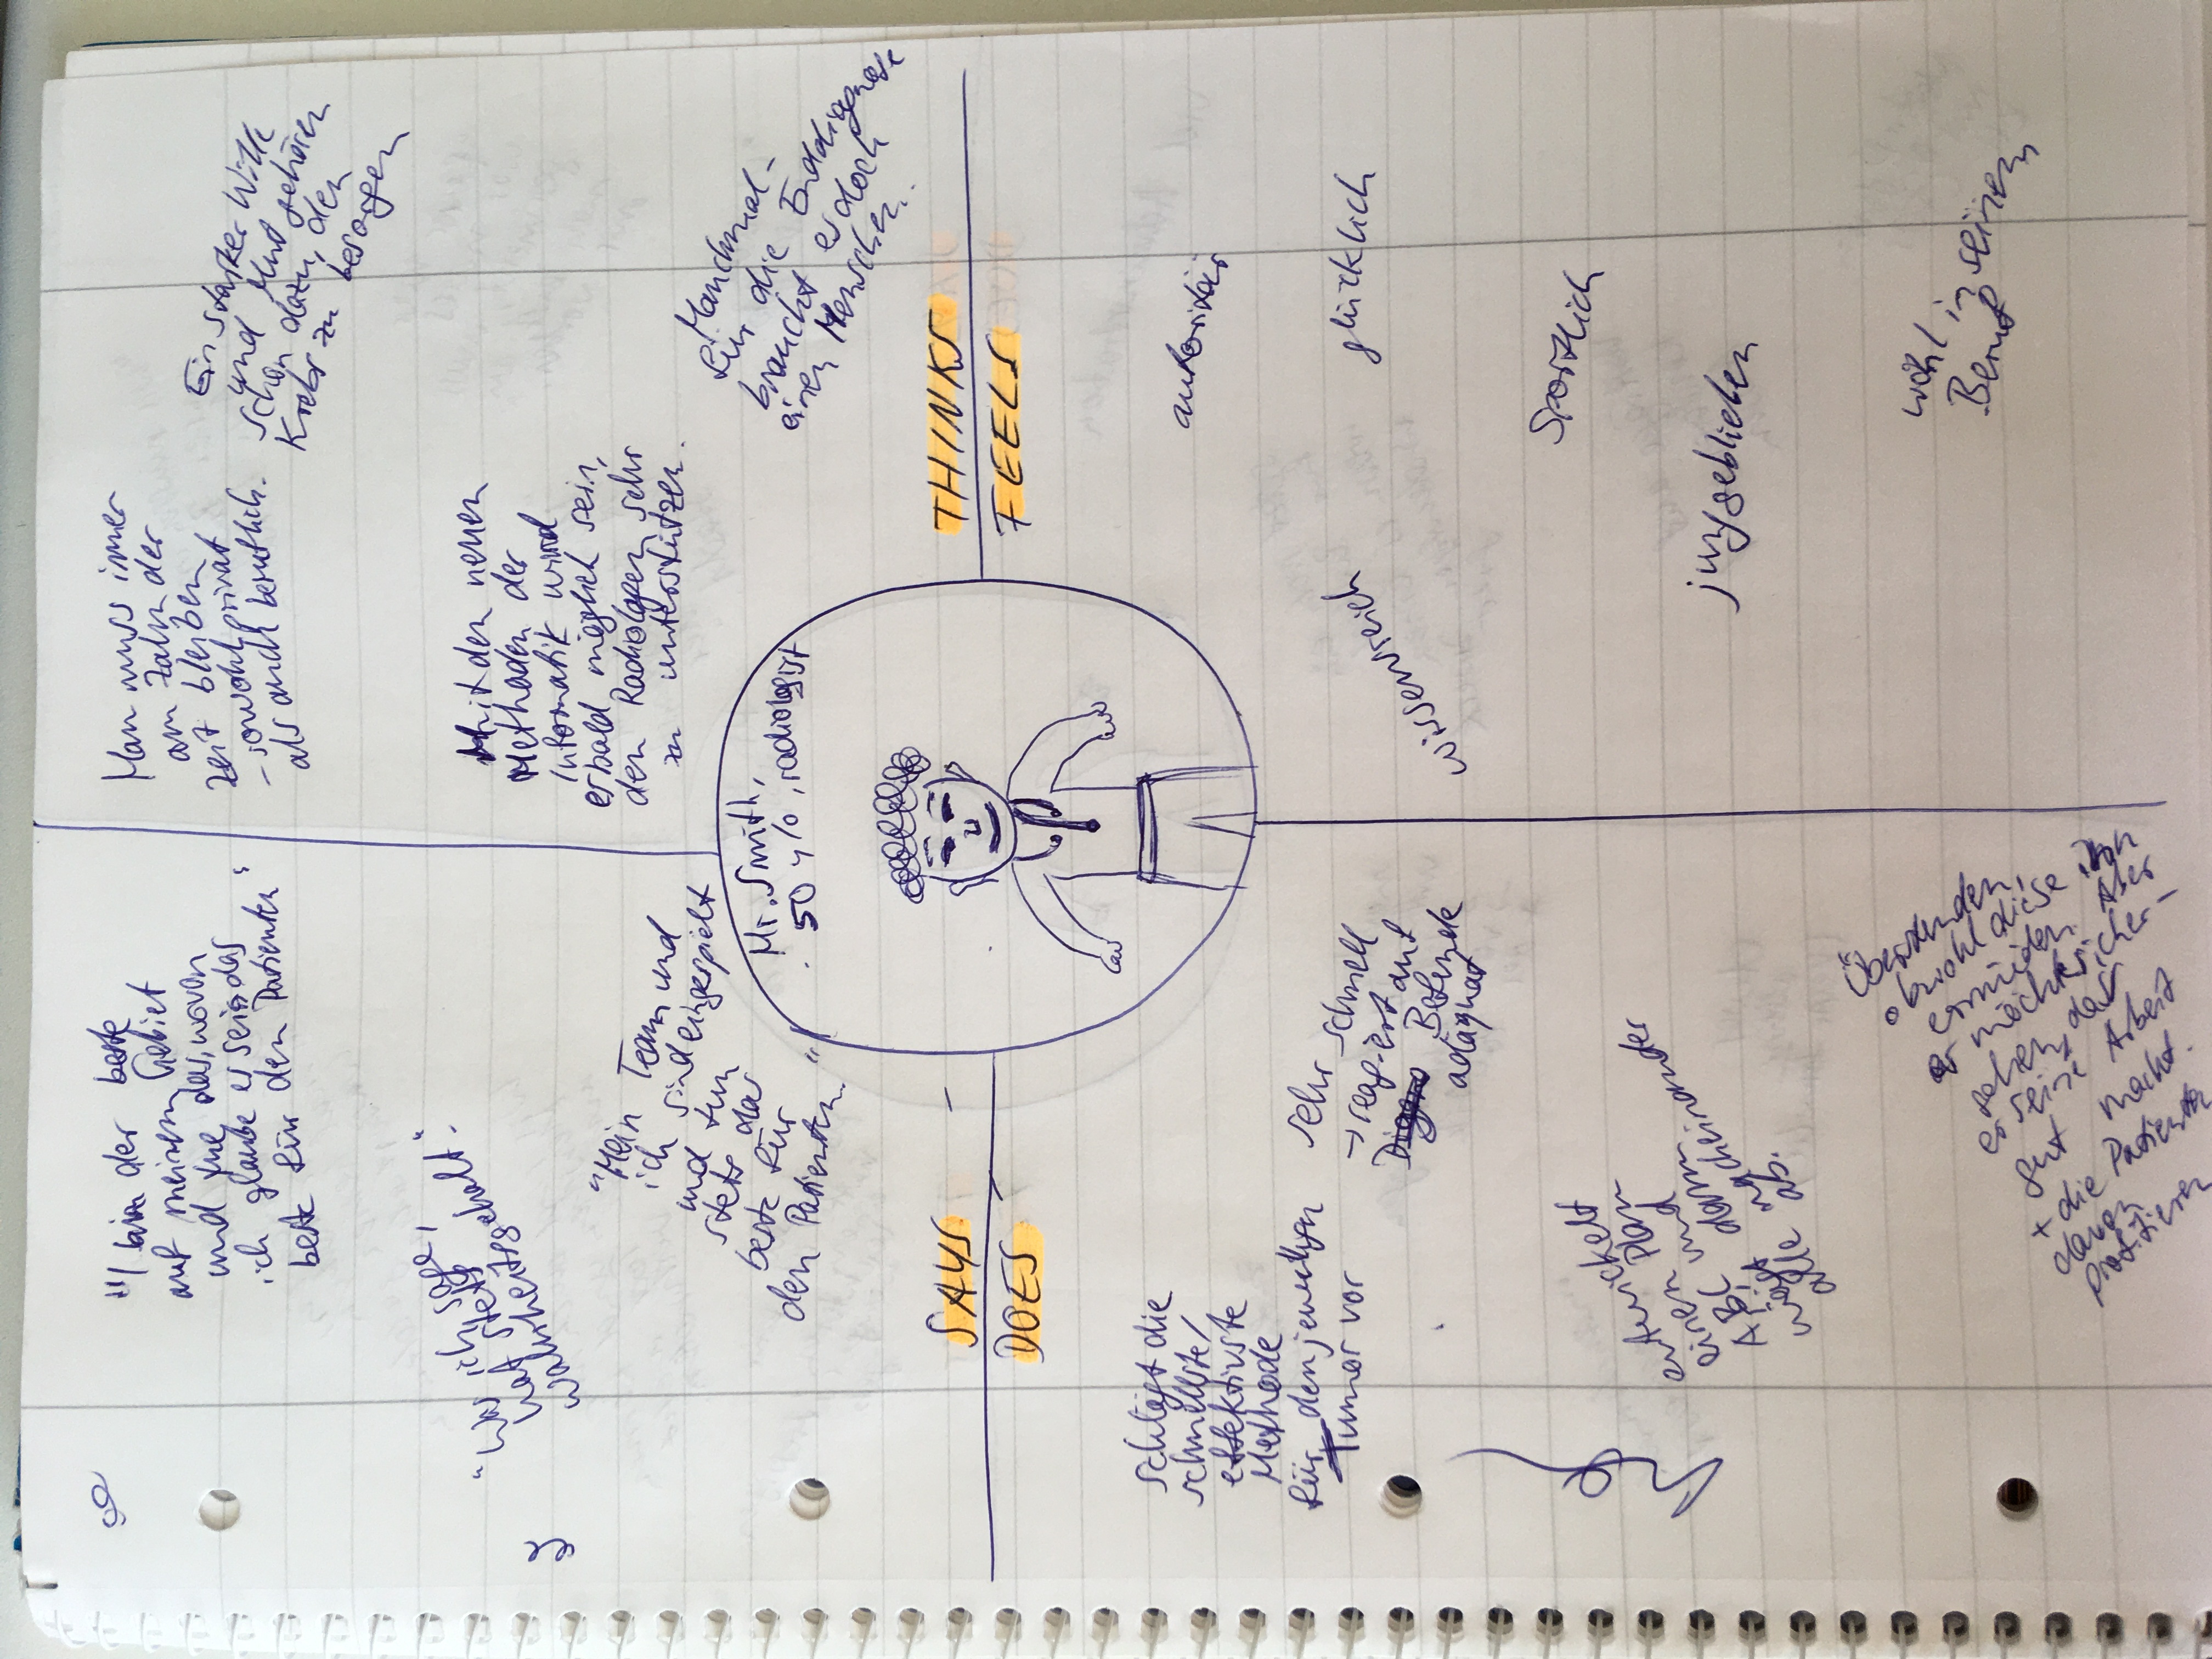 "I bin der beste
auf meinem Gebiet
und tue das, wovon
ich glaube es sei das
beste für den Patienten"
"Was ich sage,
hat stets
Wahrheitsgehalt."
"Mein Team und
ich sind eingespielt
und tun
stets das
beste für
den Patienten."
Man muss immer
am Zahn der
Zeit bleiben
- sowohl privat
als auch beruflich.
Ein starker Wille
und Mut gehören
schon dazu, den
Krebs zu besorgen
Mit den neuen
Methoden der
Informatik wird
es bald möglich sein,
den Radiologen sehr
zu unterstützen.
Manchmal -
für die Enddiagnose
braucht es doch
einen Menschen.
Mr. Smith,
50 y/o, radiologist
SAYS
THINKS
DOES
FEELS
schlägt die
schnellste/
effektivste
Methode
für den jeweiligen
Tumor vor
sehr schnell
→ reagiert auf
Befunde
adäquat
entwickelt
einen Plan
A,B,C und
wägt dann
alle nacheinander
ab.
Überstunden,
obwohl diese ihn
ermüden. Aber
er möchte sicher-
gehen, dass
er seine Arbeit
gut macht.
+ die Patienten
davon
profitieren
autoritär
glücklich
wissensreich
sportlich
junggeblieben
wohl in seinem
Beruf